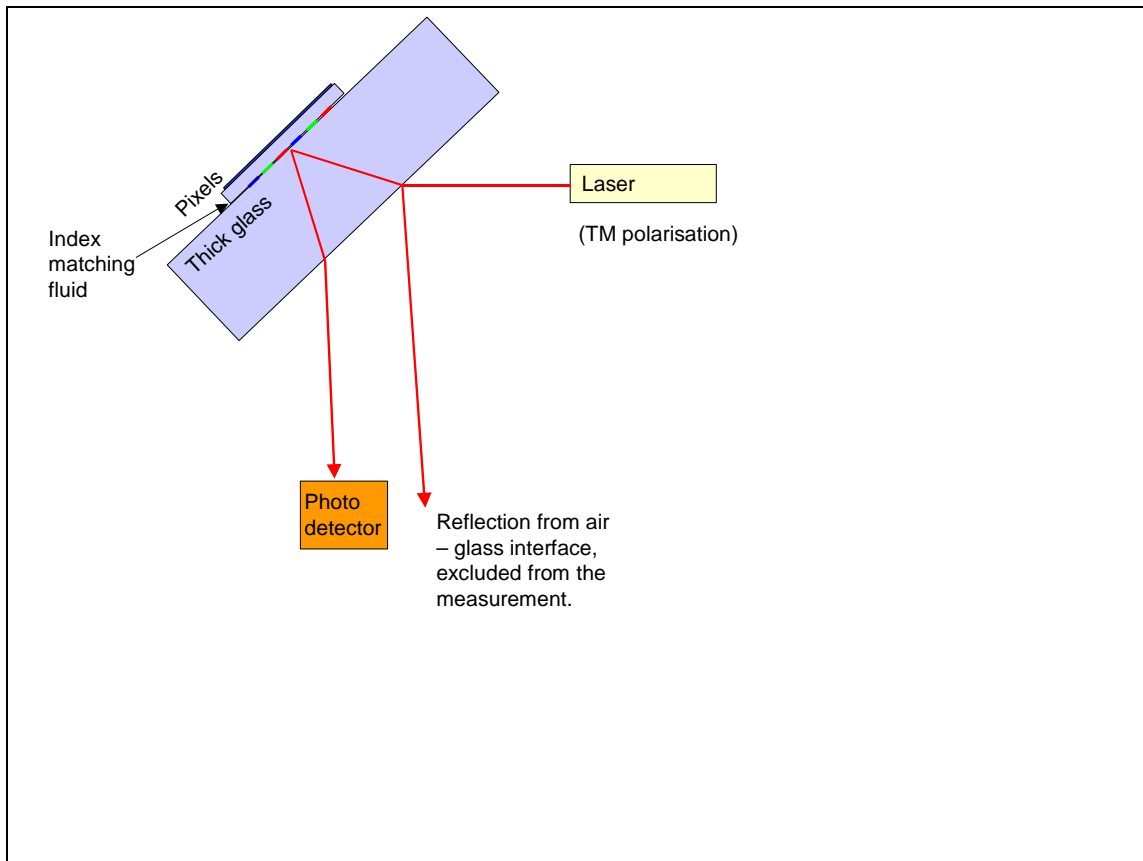 Pixels
Thick glass
Index
matching
fluid
Laser
(TM polarisation)
Photo
detector
Reflection from air
– glass interface,
excluded from the
measurement.